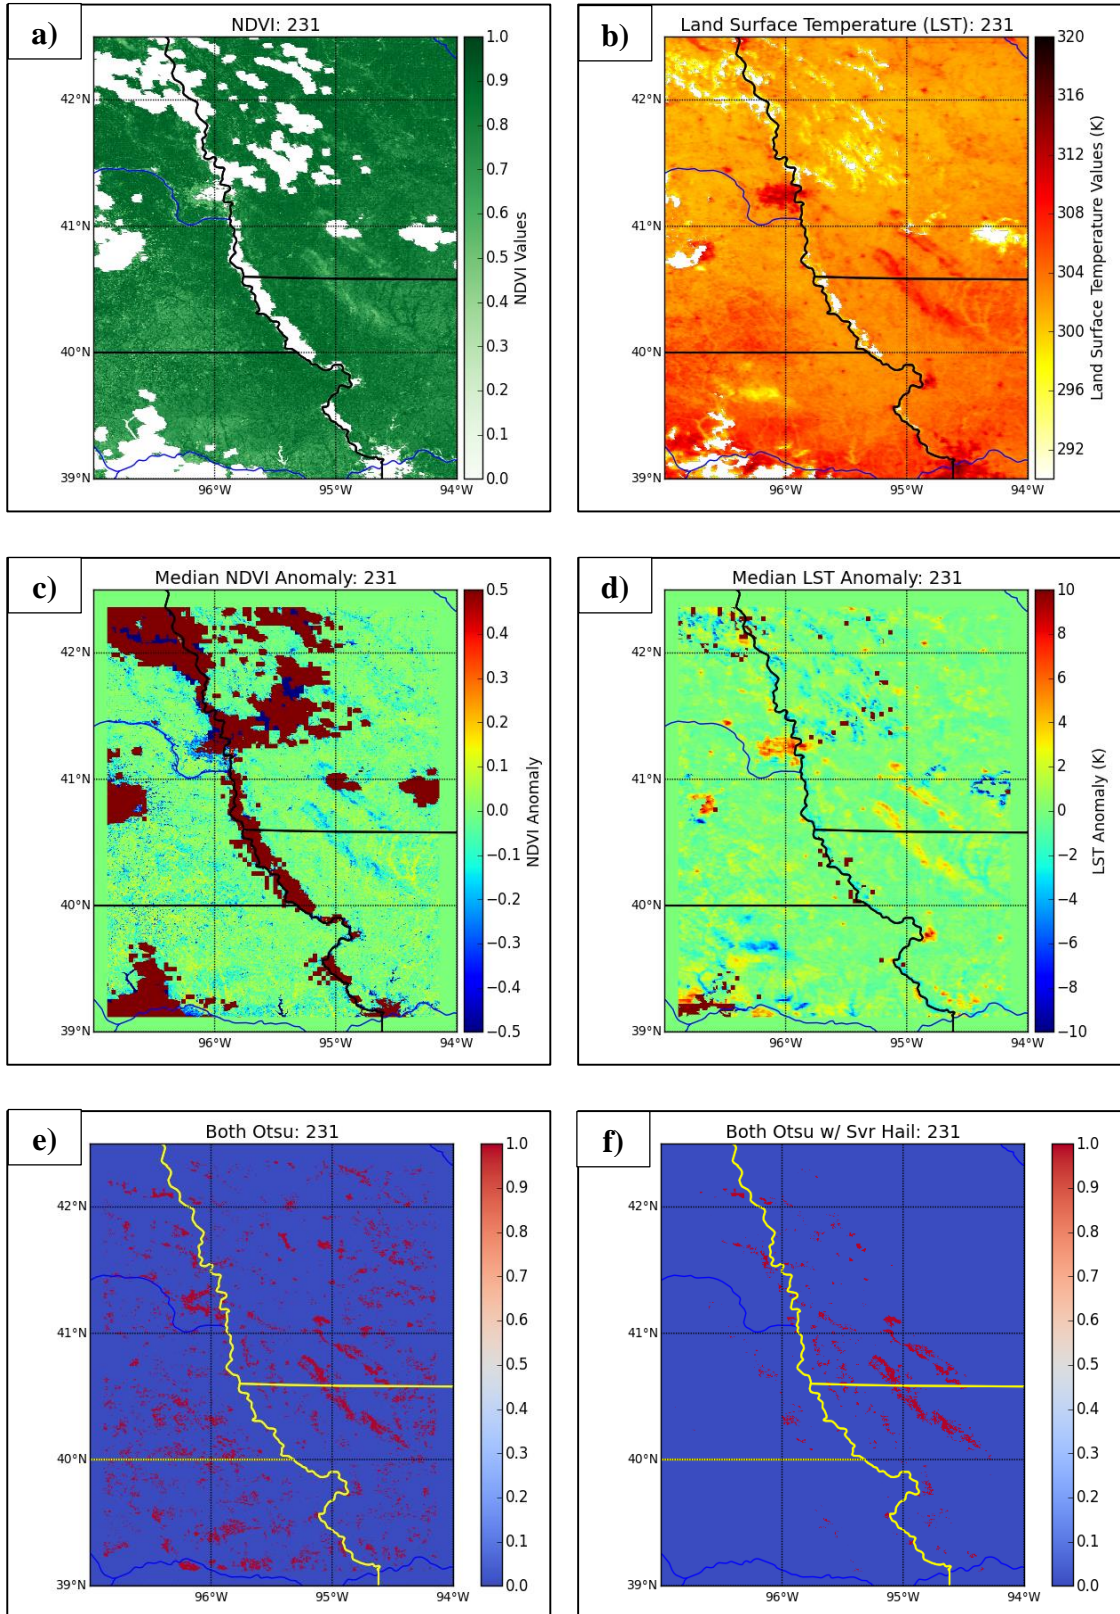 a)
NDVI: 231
42°N
41°N
40°N
39°N
96°W
95°W
94°W
1.0
0.9
0.8
0.7
0.6
0.5
0.4
0.3
0.2
0.1
0.0
NDVI Values
b)
Land Surface Temperature (LST): 231
42°N
41°N
40°N
39°N
96°W
95°W
94°W
320
316
312
308
304
300
296
292
Land Surface Temperature Values (K)
c)
Median NDVI Anomaly: 231
42°N
41°N
40°N
39°N
96°W
95°W
94°W
0.5
0.4
0.3
0.2
0.1
0.0
−0.1
−0.2
−0.3
−0.4
−0.5
NDVI Anomaly
d)
Median LST Anomaly: 231
42°N
41°N
40°N
39°N
96°W
95°W
94°W
10
8
6
4
2
0
−2
−4
−6
−8
−10
LST Anomaly (K)
e)
Both Otsu: 231
42°N
41°N
40°N
39°N
96°W
95°W
94°W
1.0
0.9
0.8
0.7
0.6
0.5
0.4
0.3
0.2
0.1
0.0
f)
Both Otsu w/ Svr Hail: 231
42°N
41°N
40°N
39°N
96°W
95°W
94°W
1.0
0.9
0.8
0.7
0.6
0.5
0.4
0.3
0.2
0.1
0.0